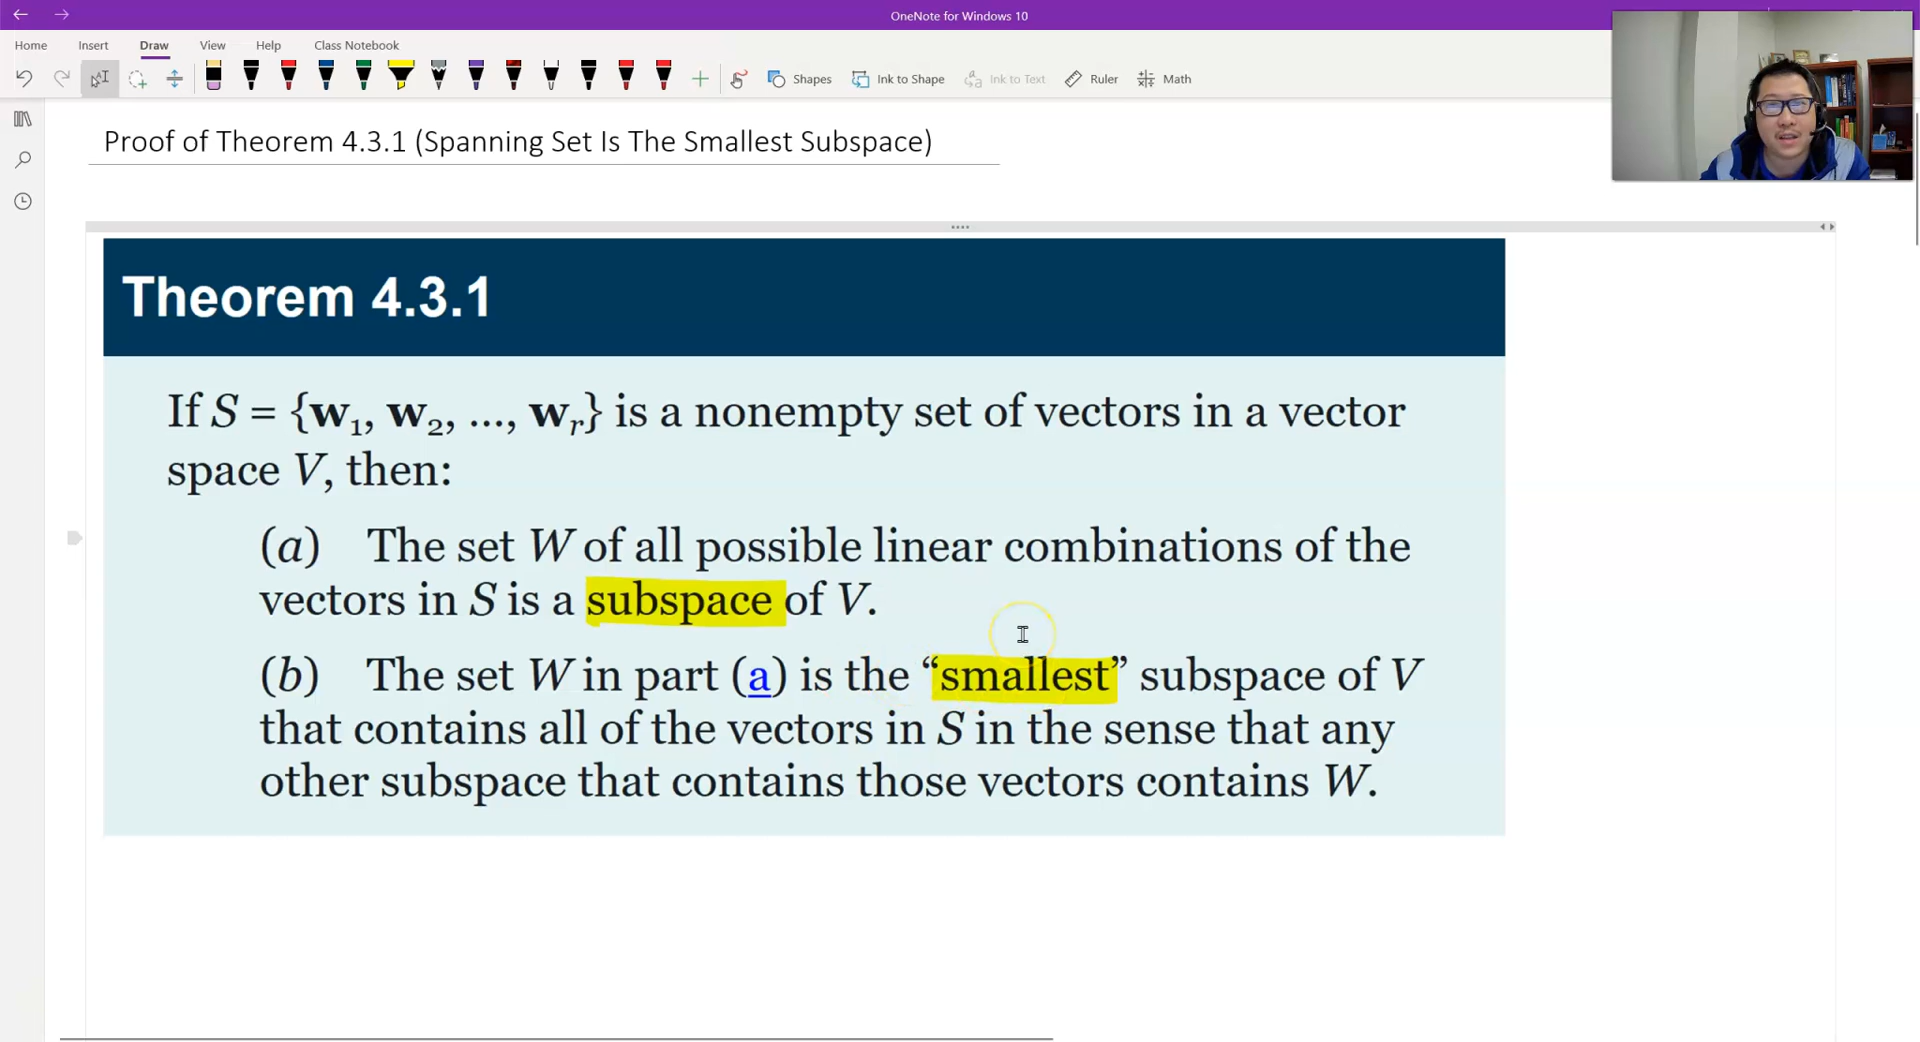 OneNote for Windows 10
Home Insert Draw View Help Class Notebook
Shapes Ink to Shape Ink to Text Ruler Math
Proof of Theorem 4.3.1 (Spanning Set Is The Smallest Subspace)
Theorem 4.3.1
If S = {w₁, w₂, ..., wᵣ} is a nonempty set of vectors in a vector
space V, then:
(a) The set W of all possible linear combinations of the
vectors in S is a subspace of V.
(b) The set W in part (a) is the “smallest” subspace of V
that contains all of the vectors in S in the sense that any
other subspace that contains those vectors contains W.